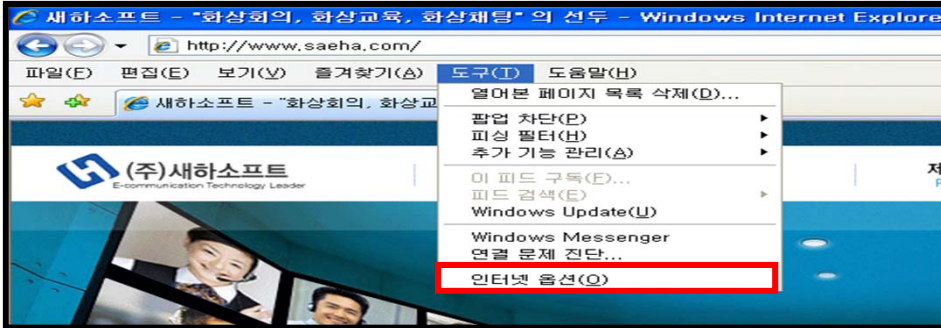 새하소프트 - "화상회의, 화상교육, 화상채팅" 의 선두 - Windows Internet Explore
http://www.saeha.com/
파일(F) 편집(E) 보기(V) 즐겨찾기(A) 도구(T) 도움말(H)
새하소프트 - "화상회의, 화상교
열어본 페이지 목록 삭제(D)...
팝업 차단(P)
피싱 필터(H)
추가 기능 관리(A)
이 피드 구독(F)...
피드 검색(E)
Windows Update(U)
Windows Messenger
연결 문제 진단...
인터넷 옵션(O)
(주)새하소프트
E-communication Technology Leader
제
P